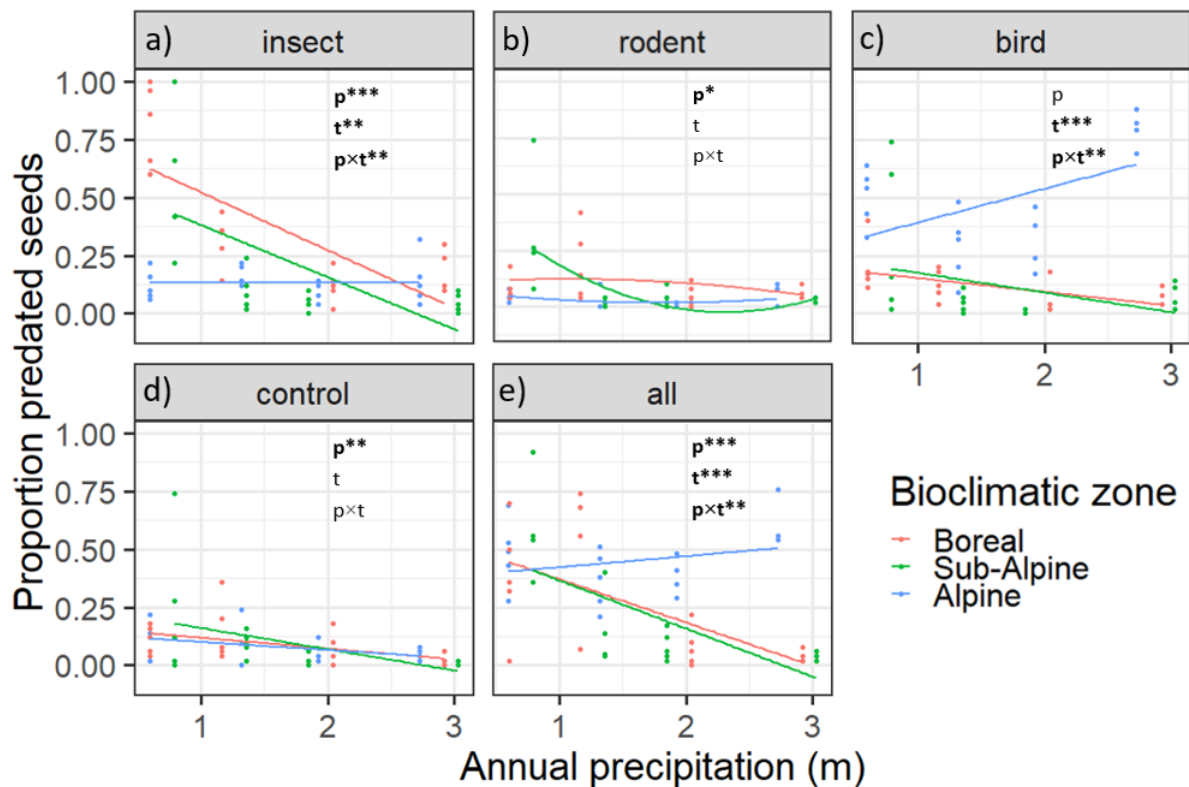 a) insect
b) rodent
c) bird
1.00
0.75
0.50
0.25
0.00
p***
t**
p×t**
p*
t
p×t
p
t***
p×t**
1
2
3
d) control
e) all
1.00
0.75
0.50
0.25
0.00
p**
t
p×t
p***
t***
p×t**
1
2
3
1
2
3
Proportion predated seeds
Annual precipitation (m)
Bioclimatic zone
Boreal
Sub-Alpine
Alpine